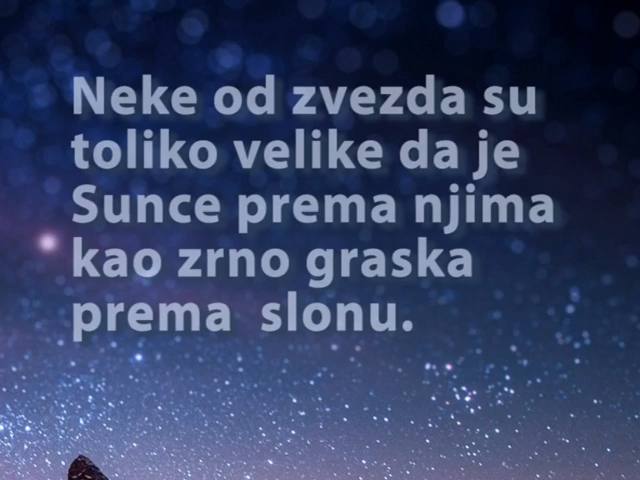 Neke od zvezda su
toliko velike da je
Sunce prema njima
kao zrno graska
prema slonu.